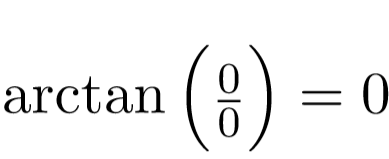 arctan (0/0) = 0